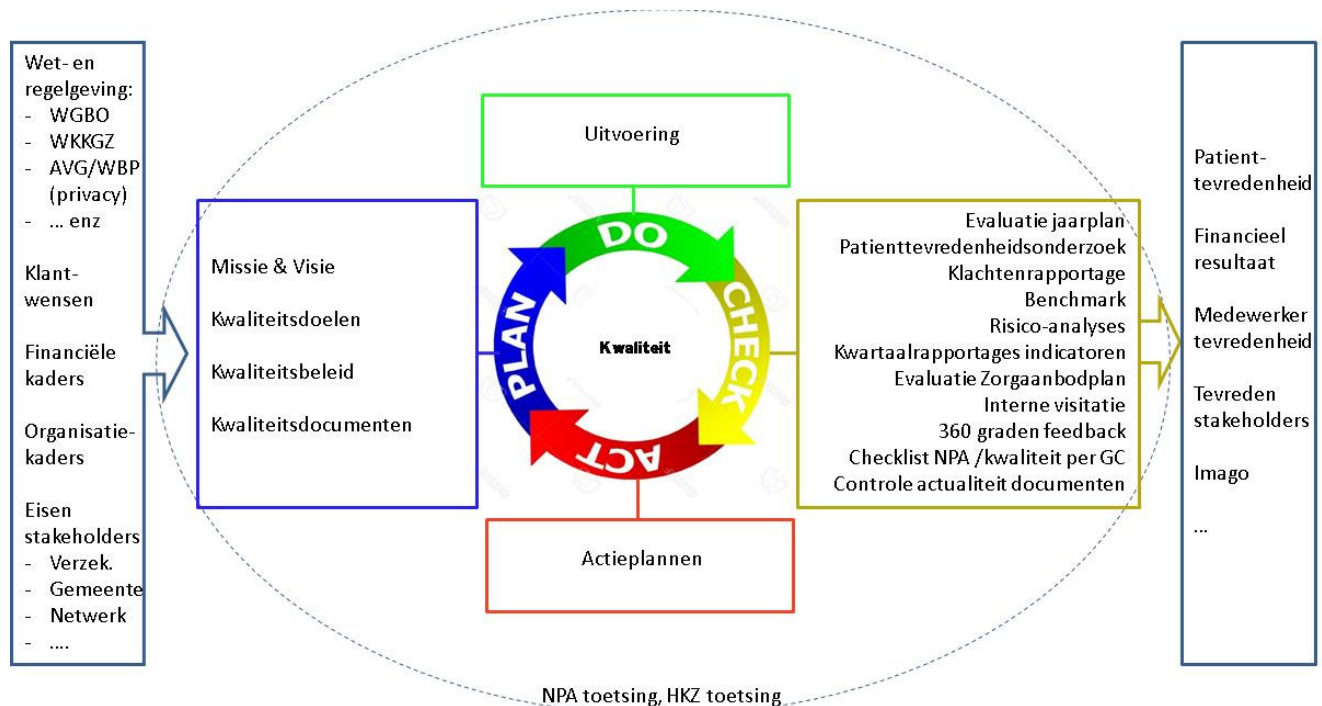 Wet- en
regelgeving:
- WGBO
- WKKGZ
- AVG/WBP
(privacy)
- ... enz
Klant-
wensen
Financiële
kaders
Organisatie-
kaders
Eisen
stakeholders
- Verzek.
- Gemeente
- Netwerk
- ....
Missie & Visie
Kwaliteitsdoelen
Kwaliteitsbeleid
Kwaliteitsdocumenten
Uitvoering
PLAN
DO
CHECK
ACT
Kwaliteit
Actieplannen
Evaluatie jaarplan
Patienttevredenheidsonderzoek
Klachtenrapportage
Benchmark
Risico-analyses
Kwartaalrapportages indicatoren
Evaluatie Zorgaanbodplan
Interne visitatie
360 graden feedback
Checklist NPA /kwaliteit per GC
Controle actualiteit documenten
Patient-
tevredenheid
Financieel
resultaat
Medewerker
tevredenheid
Tevreden
stakeholders
Imago
...
NPA toetsing, HKZ toetsing